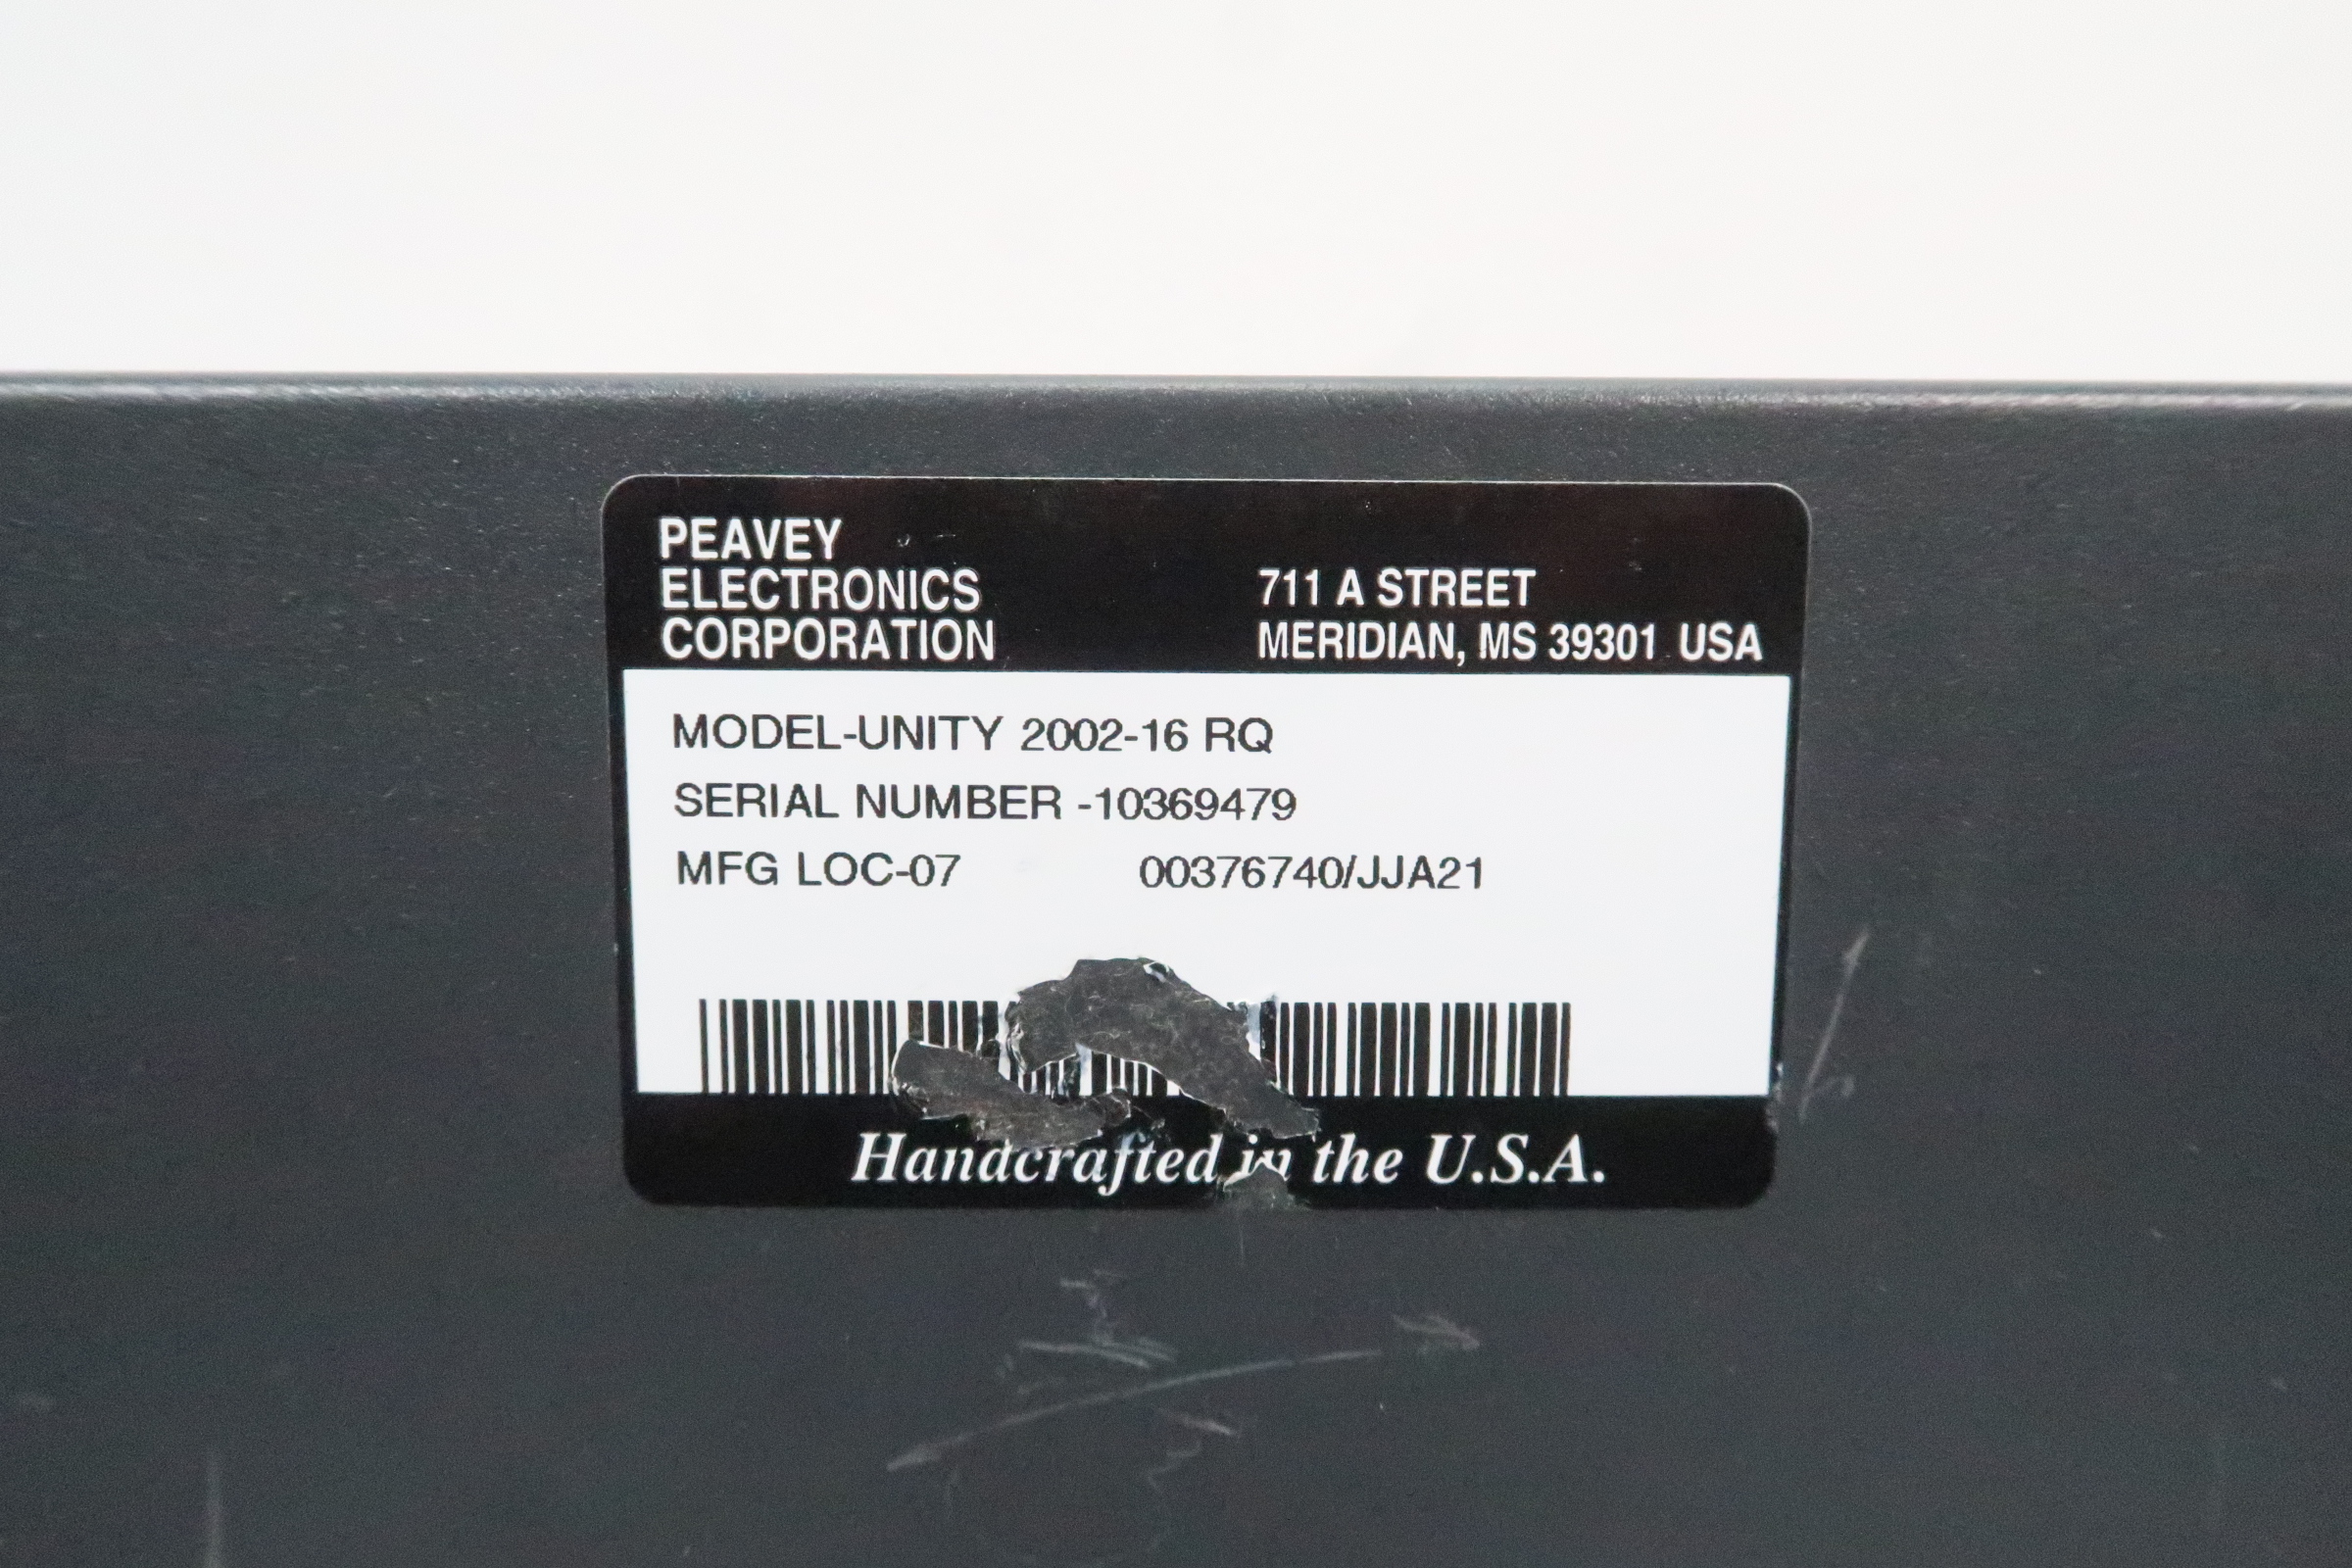 PEAVEY
ELECTRONICS
CORPORATION
711 A STREET
MERIDIAN, MS 39301 USA
MODEL-UNITY 2002-16 RQ
SERIAL NUMBER -10369479
MFG LOC-07 00376740/JJA21
Handcrafted in the U.S.A.